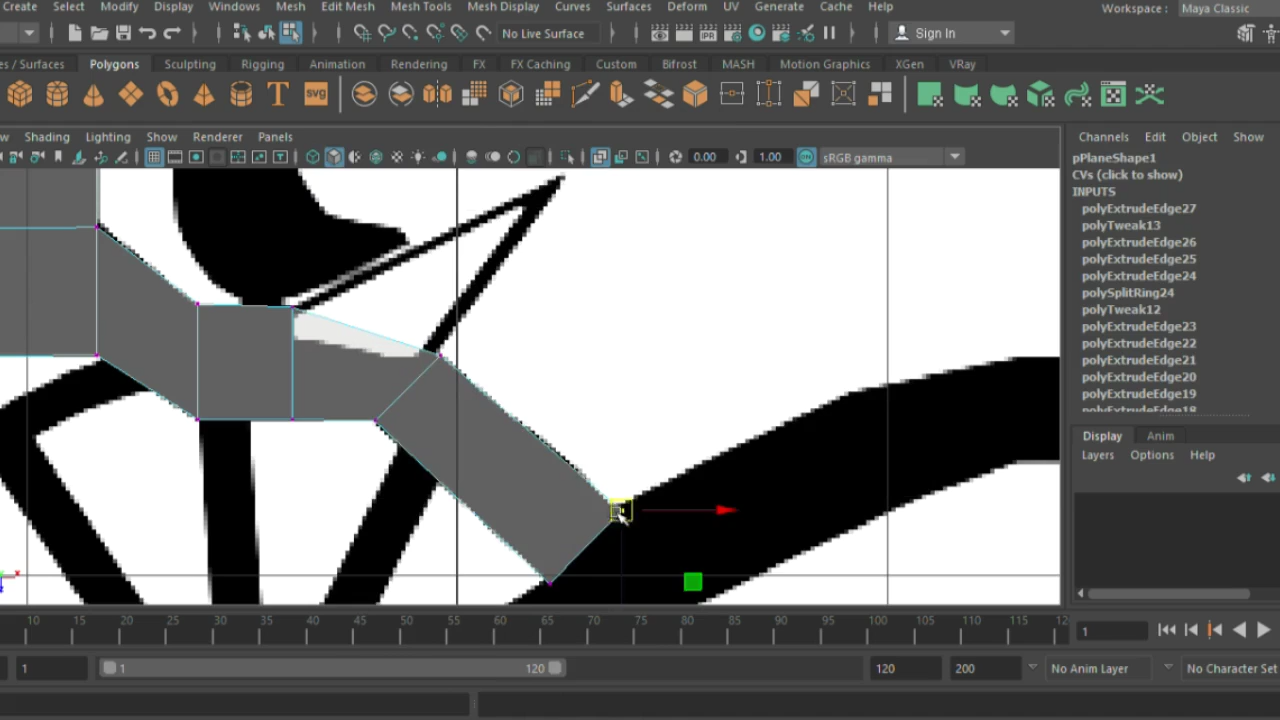 Create Select Modify Display Windows Mesh Edit Mesh Mesh Tools Mesh Display Curves Surfaces Deform UV Generate Cache Help Workspace : Maya Classic
No Live Surface Sign In
es / Surfaces Polygons Sculpting Rigging Animation Rendering FX FX Caching Custom Bifrost MASH Motion Graphics XGen VRay
T svg
w Shading Lighting Show Renderer Panels
0.00 1.00 sRGB gamma
Channels Edit Object Show
pPlaneShape1
CVs (click to show)
INPUTS
polyExtrudeEdge27
polyTweak13
polyExtrudeEdge26
polyExtrudeEdge25
polyExtrudeEdge24
polySplitRing24
polyTweak12
polyExtrudeEdge23
polyExtrudeEdge22
polyExtrudeEdge21
polyExtrudeEdge20
polyExtrudeEdge19
polyExtrudeEdge18
Display Anim
Layers Options Help
10 15 20 25 30 35 40 45 50 55 60 65 70 75 80 85 90 95 100 105 110 115 12
1
1 1 120 120 200 No Anim Layer No Character Set